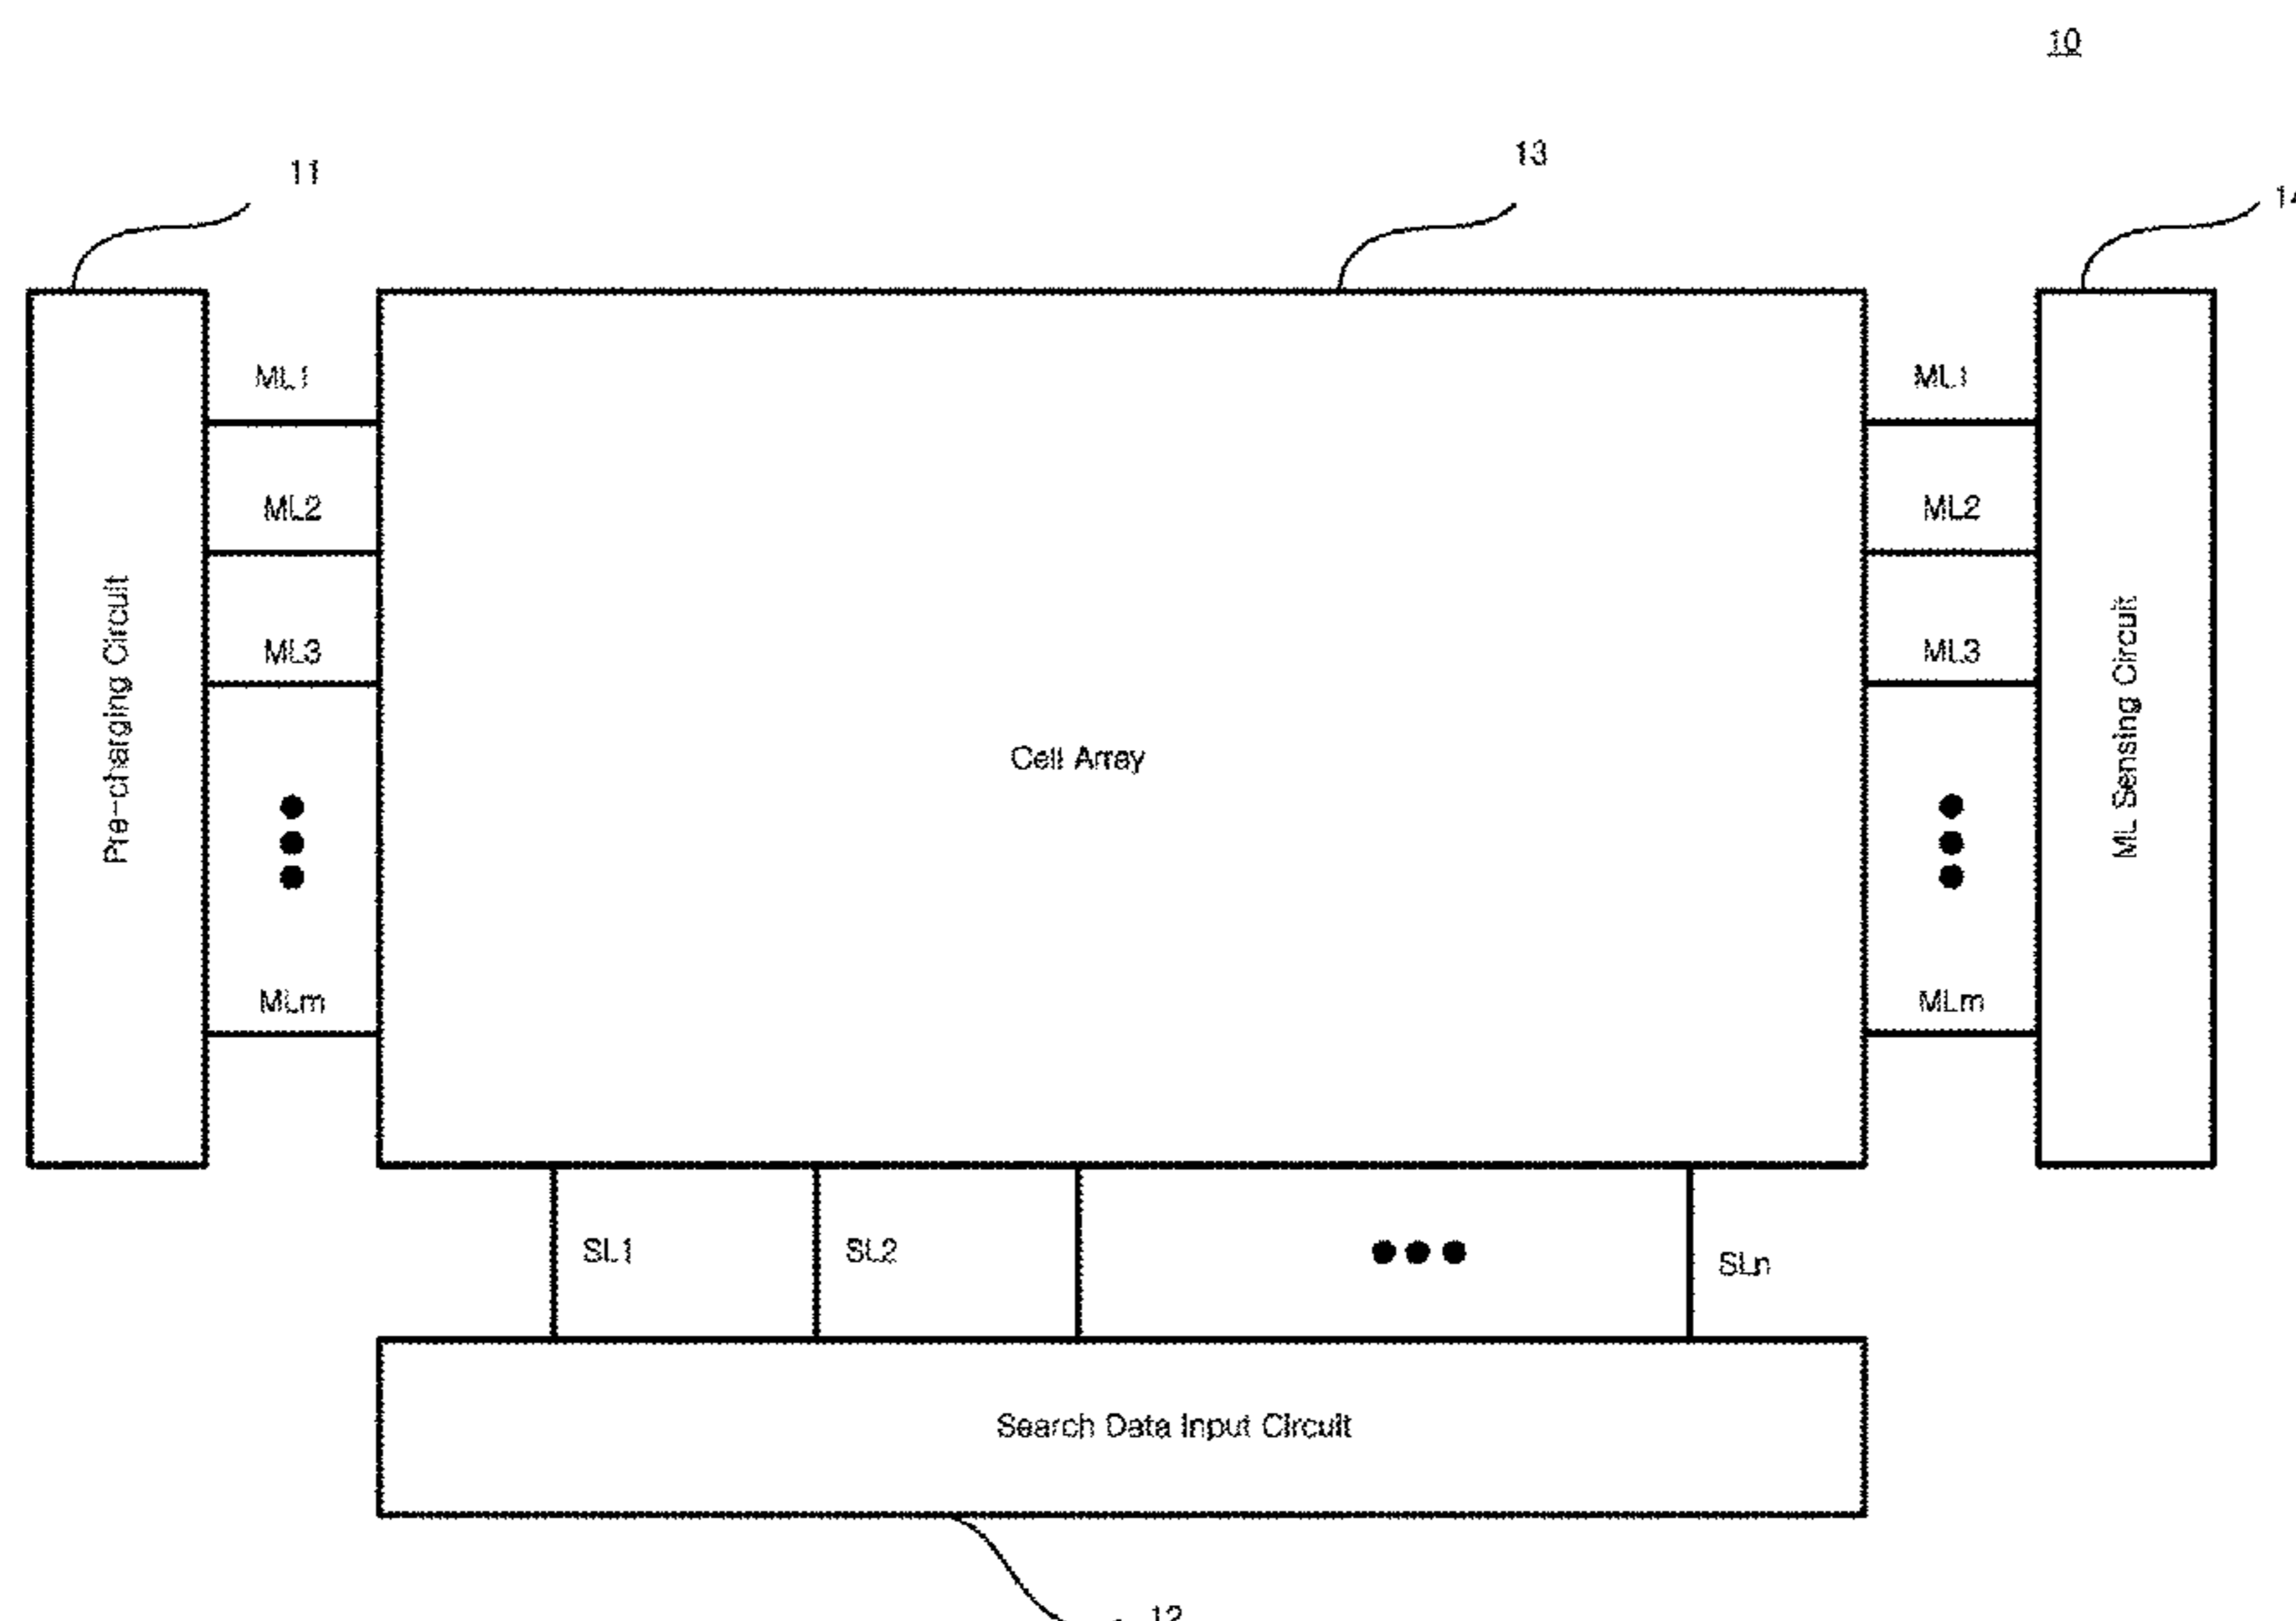 10
11
13
14
ML1
ML1
ML2
ML2
ML3
ML3
Pre-charging Circuit
Cell Array
ML Sensing Circuit
MLm
MLm
SL1
SL2
SLn
Search Data Input Circuit
12